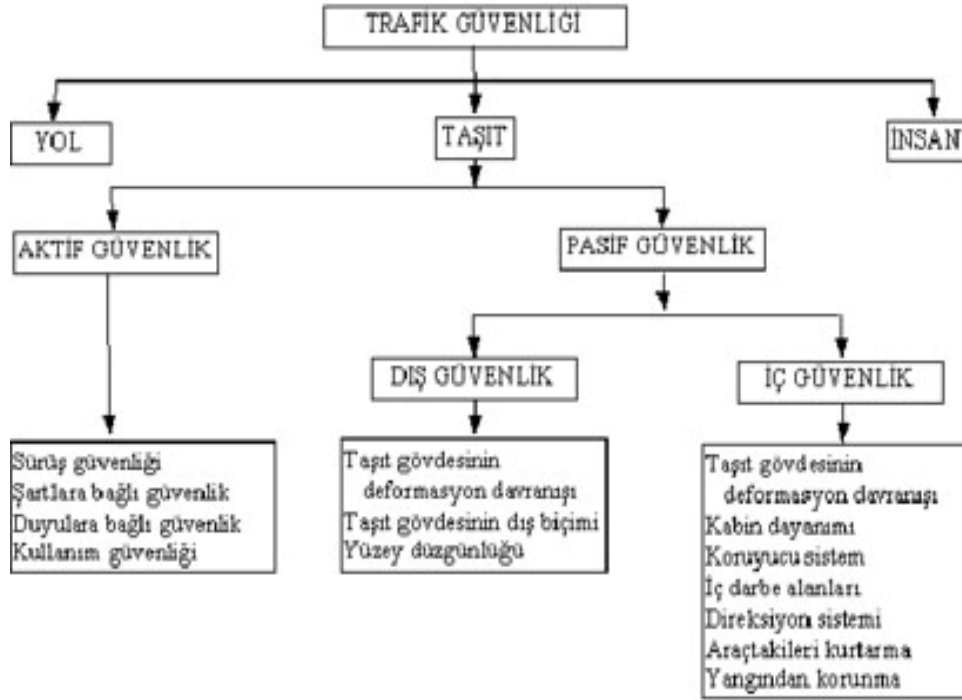 TRAFİK GÜVENLİĞİ
YOL
TAŞIT
İNSAN
AKTİF GÜVENLİK
PASİF GÜVENLİK
DIŞ GÜVENLİK
İÇ GÜVENLİK
Sürüş güvenliği
Şartlara bağlı güvenlik
Duyulara bağlı güvenlik
Kullanım güvenliği
Taşıt gövdesinin
deformasyon davranışı
Taşıt gövdesinin dış biçimi
Yüzey düzgünlüğü
Taşıt gövdesinin
deformasyon davranışı
Kabin dayanımı
Koruyucu sistem
İç darbe alanları
Direksiyon sistemi
Araçtakileri kurtarma
Yangından korunma